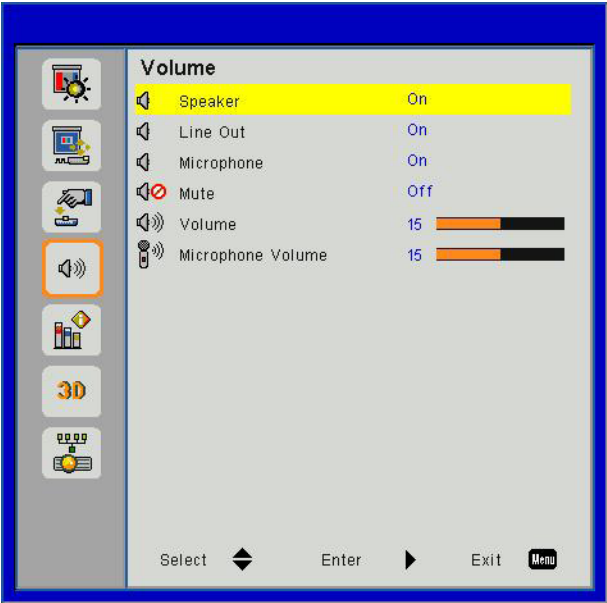 Volume
Speaker On
Line Out On
Microphone On
Mute Off
Volume 15
Microphone Volume 15
3D
Select Enter Exit Menu